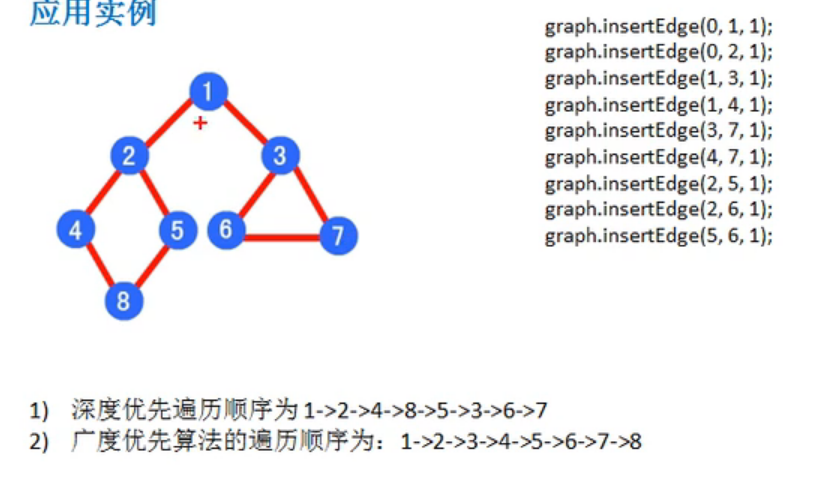 应用实例
1
2
3
4
5
6
7
8
graph.insertEdge(0, 1, 1);
graph.insertEdge(0, 2, 1);
graph.insertEdge(1, 3, 1);
graph.insertEdge(1, 4, 1);
graph.insertEdge(3, 7, 1);
graph.insertEdge(4, 7, 1);
graph.insertEdge(2, 5, 1);
graph.insertEdge(2, 6, 1);
graph.insertEdge(5, 6, 1);
1) 深度优先遍历顺序为 1->2->4->8->5->3->6->7
2) 广度优先算法的遍历顺序为：1->2->3->4->5->6->7->8